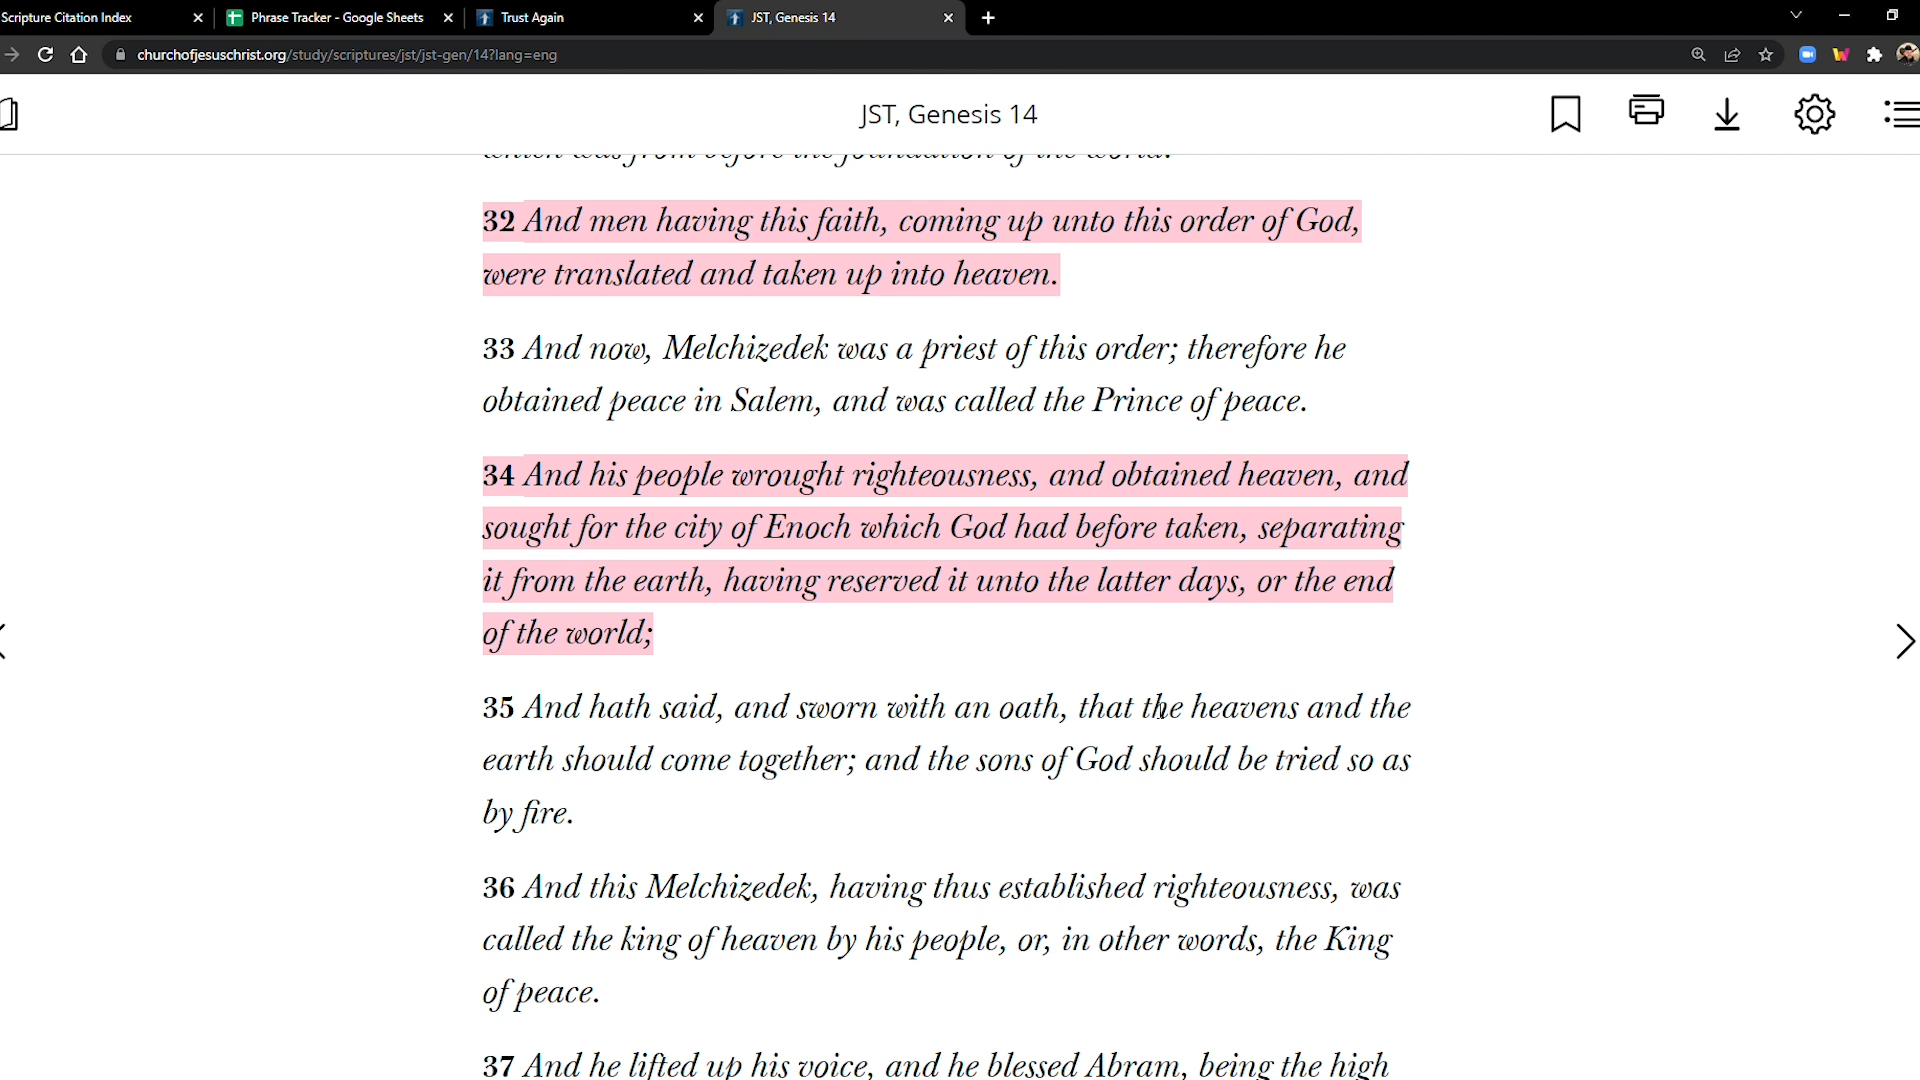 Scripture Citation Index
Phrase Tracker - Google Sheets
Trust Again
JST, Genesis 14
churchofjesuschrist.org/study/scriptures/jst/jst-gen/14?lang=eng
JST, Genesis 14
which was from before the foundation of the world.
32 And men having this faith, coming up unto this order of God,
were translated and taken up into heaven.
33 And now, Melchizedek was a priest of this order; therefore he
obtained peace in Salem, and was called the Prince of peace.
34 And his people wrought righteousness, and obtained heaven, and
sought for the city of Enoch which God had before taken, separating
it from the earth, having reserved it unto the latter days, or the end
of the world;
35 And hath said, and sworn with an oath, that the heavens and the
earth should come together; and the sons of God should be tried so as
by fire.
36 And this Melchizedek, having thus established righteousness, was
called the king of heaven by his people, or, in other words, the King
of peace.
37 And he lifted up his voice, and he blessed Abram, being the high